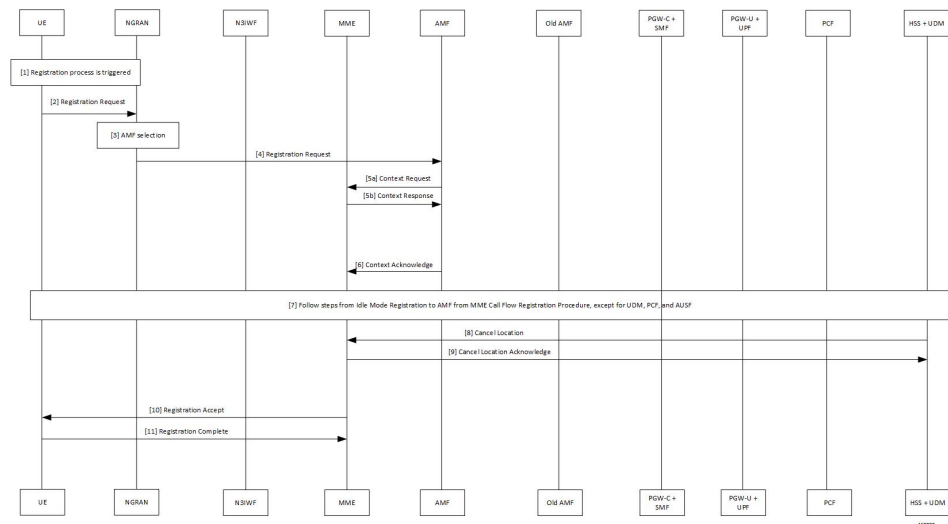 UE
NGRAN
N3IWF
MME
AMF
Old AMF
PGW-C +
SMF
PGW-U +
UPF
PCF
HSS + UDM
[1] Registration process is triggered
[2] Registration Request
[3] AMF selection
[4] Registration Request
[5a] Context Request
[5b] Context Response
[6] Context Acknowledge
[7] Follow steps from Idle Mode Registration to AMF from MME Call Flow Registration Procedure, except for UDM, PCF, and AUSF
[8] Cancel Location
[9] Cancel Location Acknowledge
[10] Registration Accept
[11] Registration Complete
UE
NGRAN
N3IWF
MME
AMF
Old AMF
PGW-C +
SMF
PGW-U +
UPF
PCF
HSS + UDM